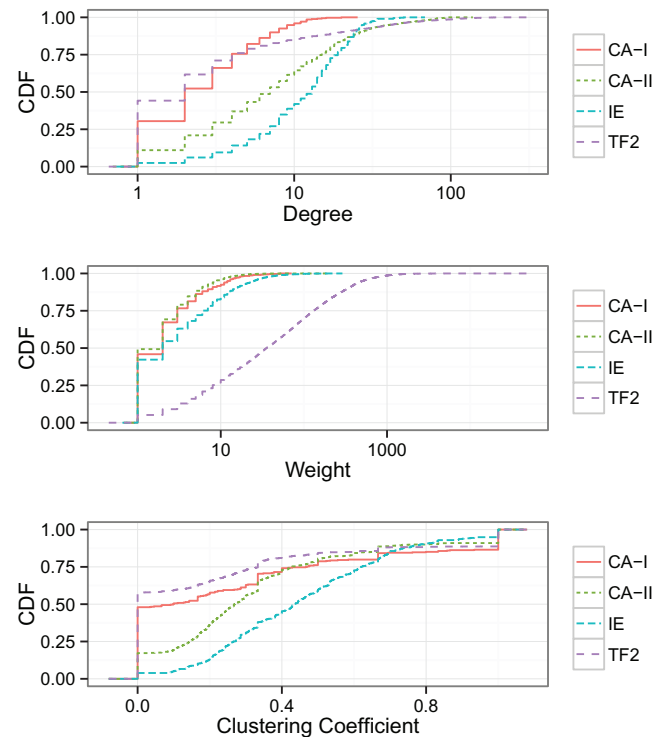 1.00
0.75
0.50
0.25
0.00
CDF
1
10
100
Degree
CA-I
CA-II
IE
TF2
1.00
0.75
0.50
0.25
0.00
CDF
10
1000
Weight
CA-I
CA-II
IE
TF2
1.00
0.75
0.50
0.25
0.00
CDF
0.0
0.4
0.8
Clustering Coefficient
CA-I
CA-II
IE
TF2